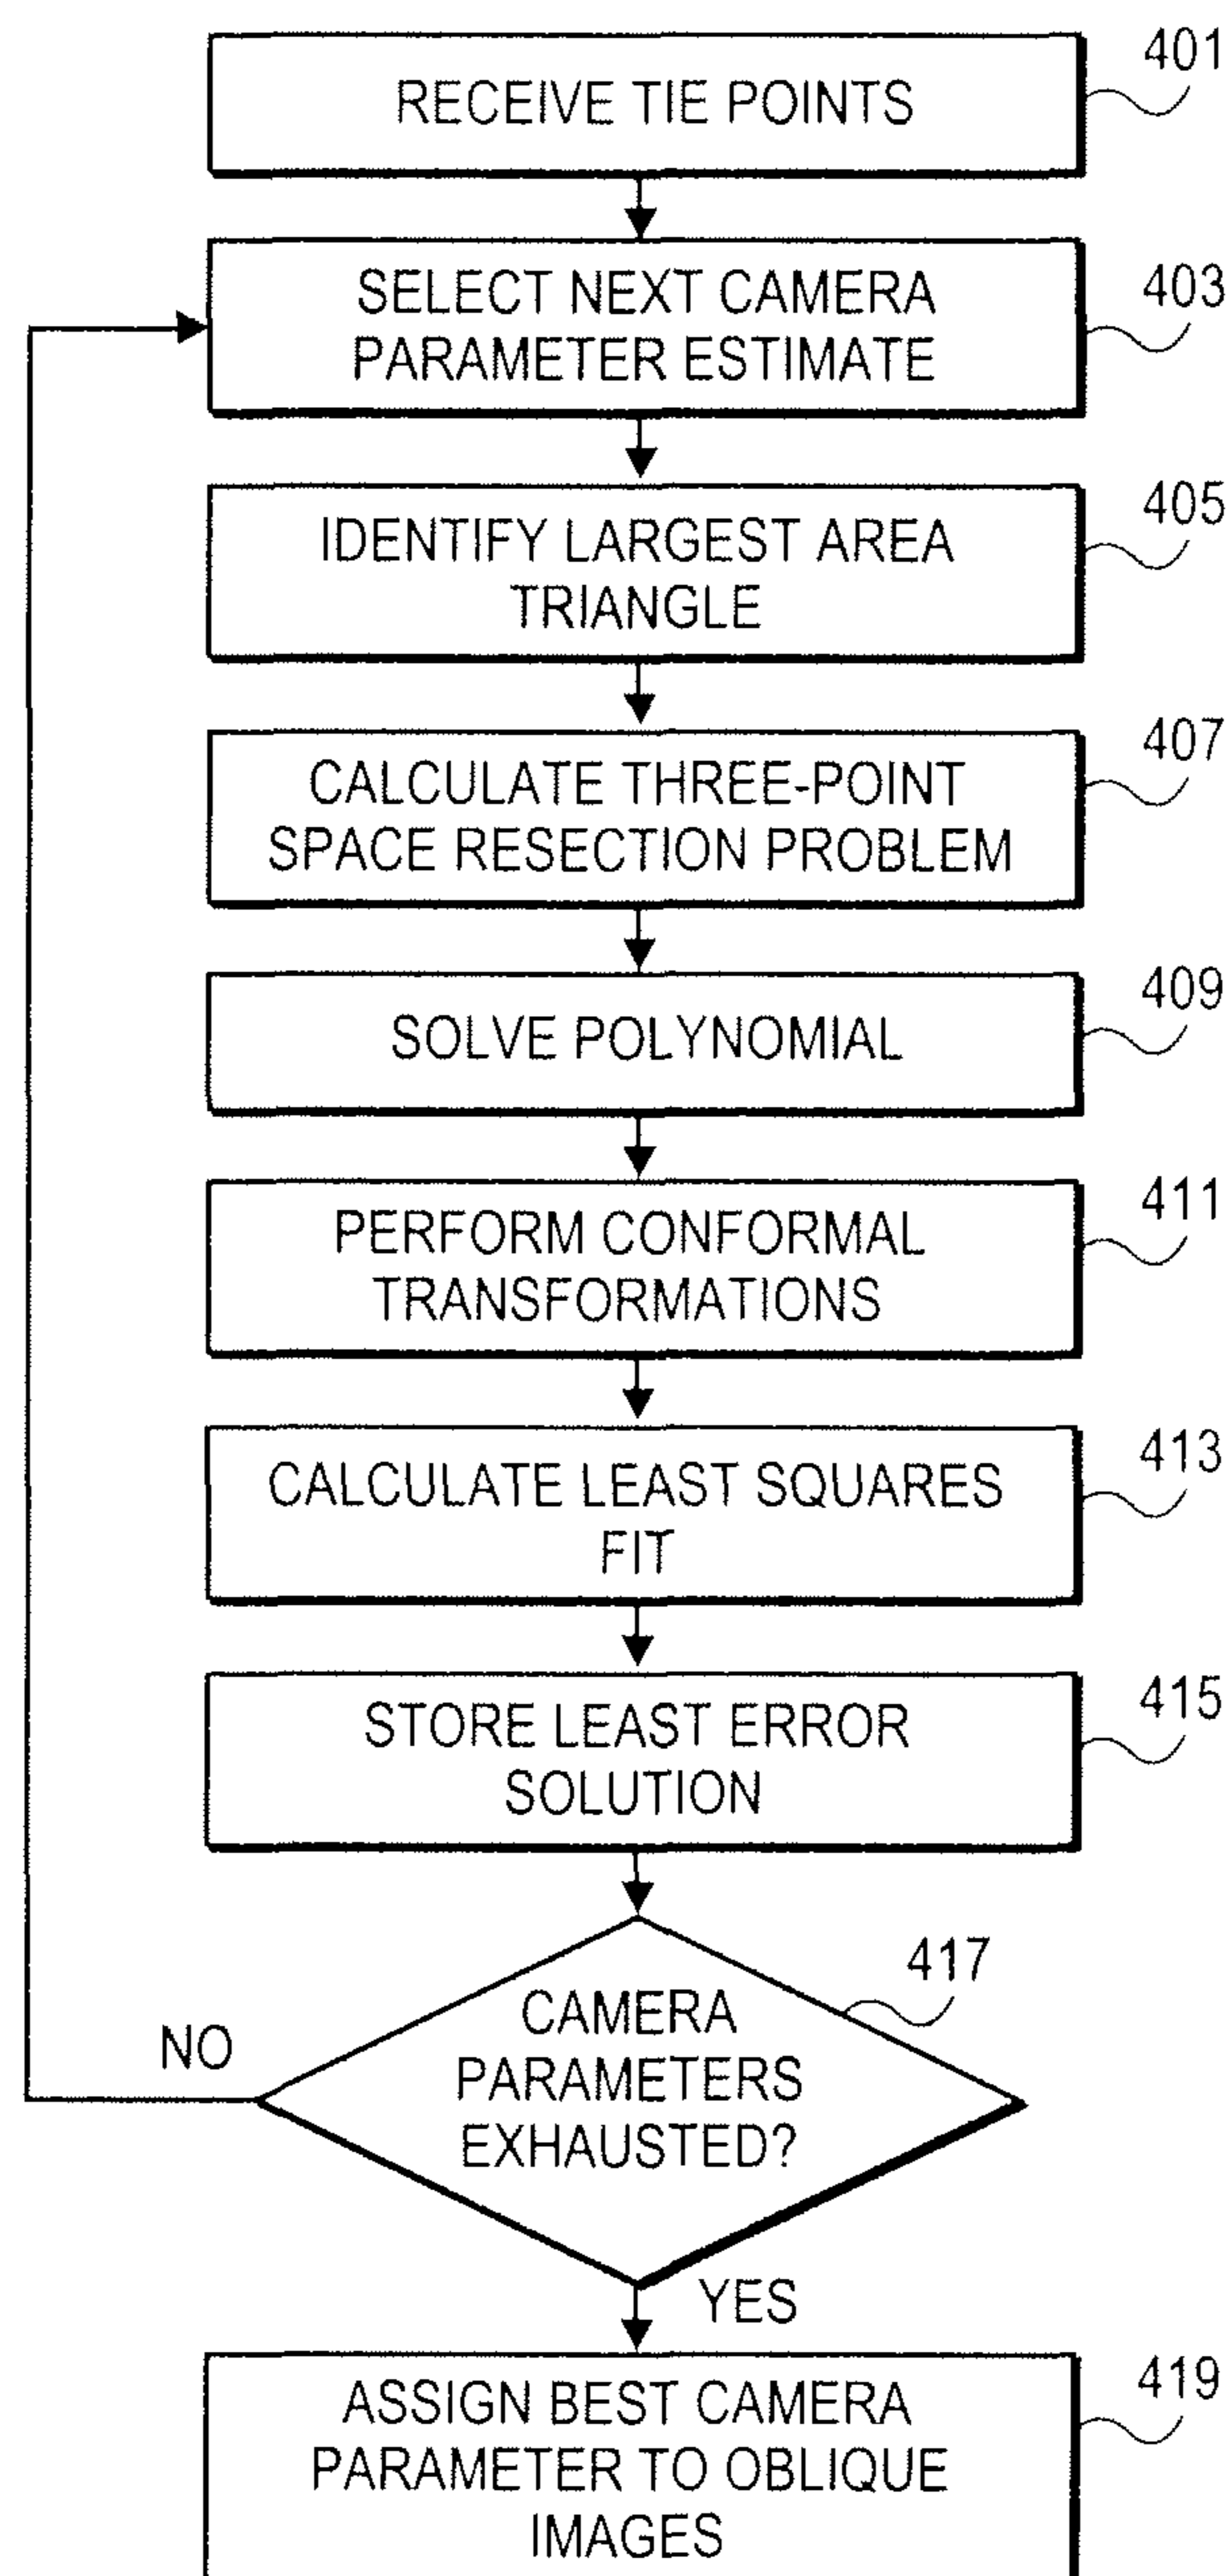 401
RECEIVE TIE POINTS
403
SELECT NEXT CAMERA
PARAMETER ESTIMATE
405
IDENTIFY LARGEST AREA
TRIANGLE
407
CALCULATE THREE-POINT
SPACE RESECTION PROBLEM
409
SOLVE POLYNOMIAL
411
PERFORM CONFORMAL
TRANSFORMATIONS
413
CALCULATE LEAST SQUARES
FIT
415
STORE LEAST ERROR
SOLUTION
417
CAMERA
PARAMETERS
EXHAUSTED?
NO
YES
419
ASSIGN BEST CAMERA
PARAMETER TO OBLIQUE
IMAGES